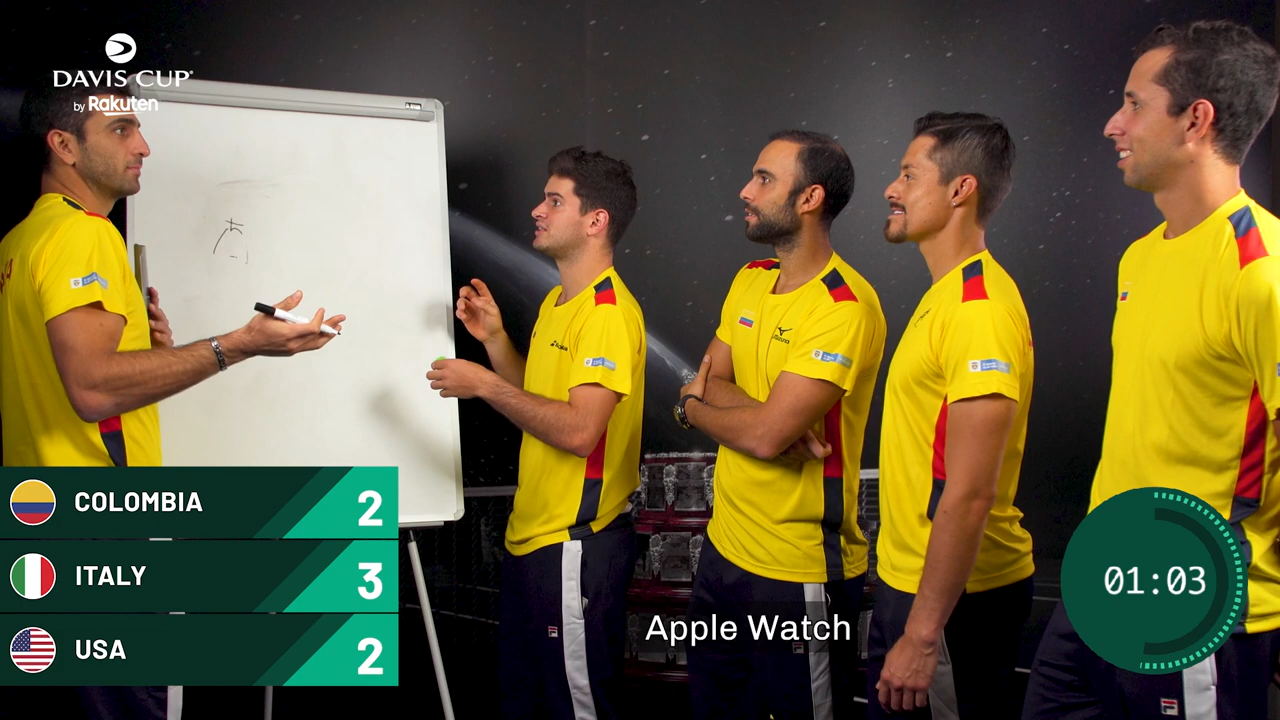 DAVIS CUP
by Rakuten
COLOMBIA 2
ITALY 3
USA 2
Apple Watch
01:03